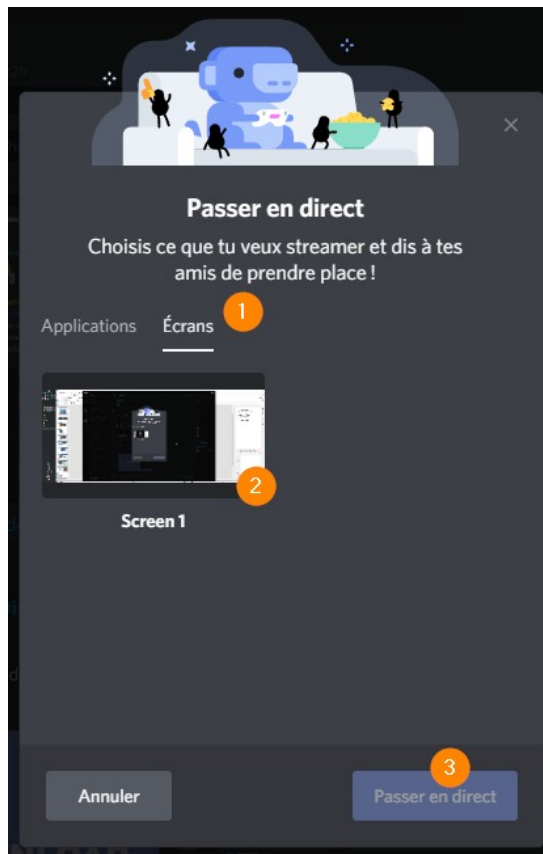 Passer en direct
Choisis ce que tu veux streamer et dis à tes
amis de prendre place !
Applications Écrans 1
2
Screen 1
3
Annuler Passer en direct